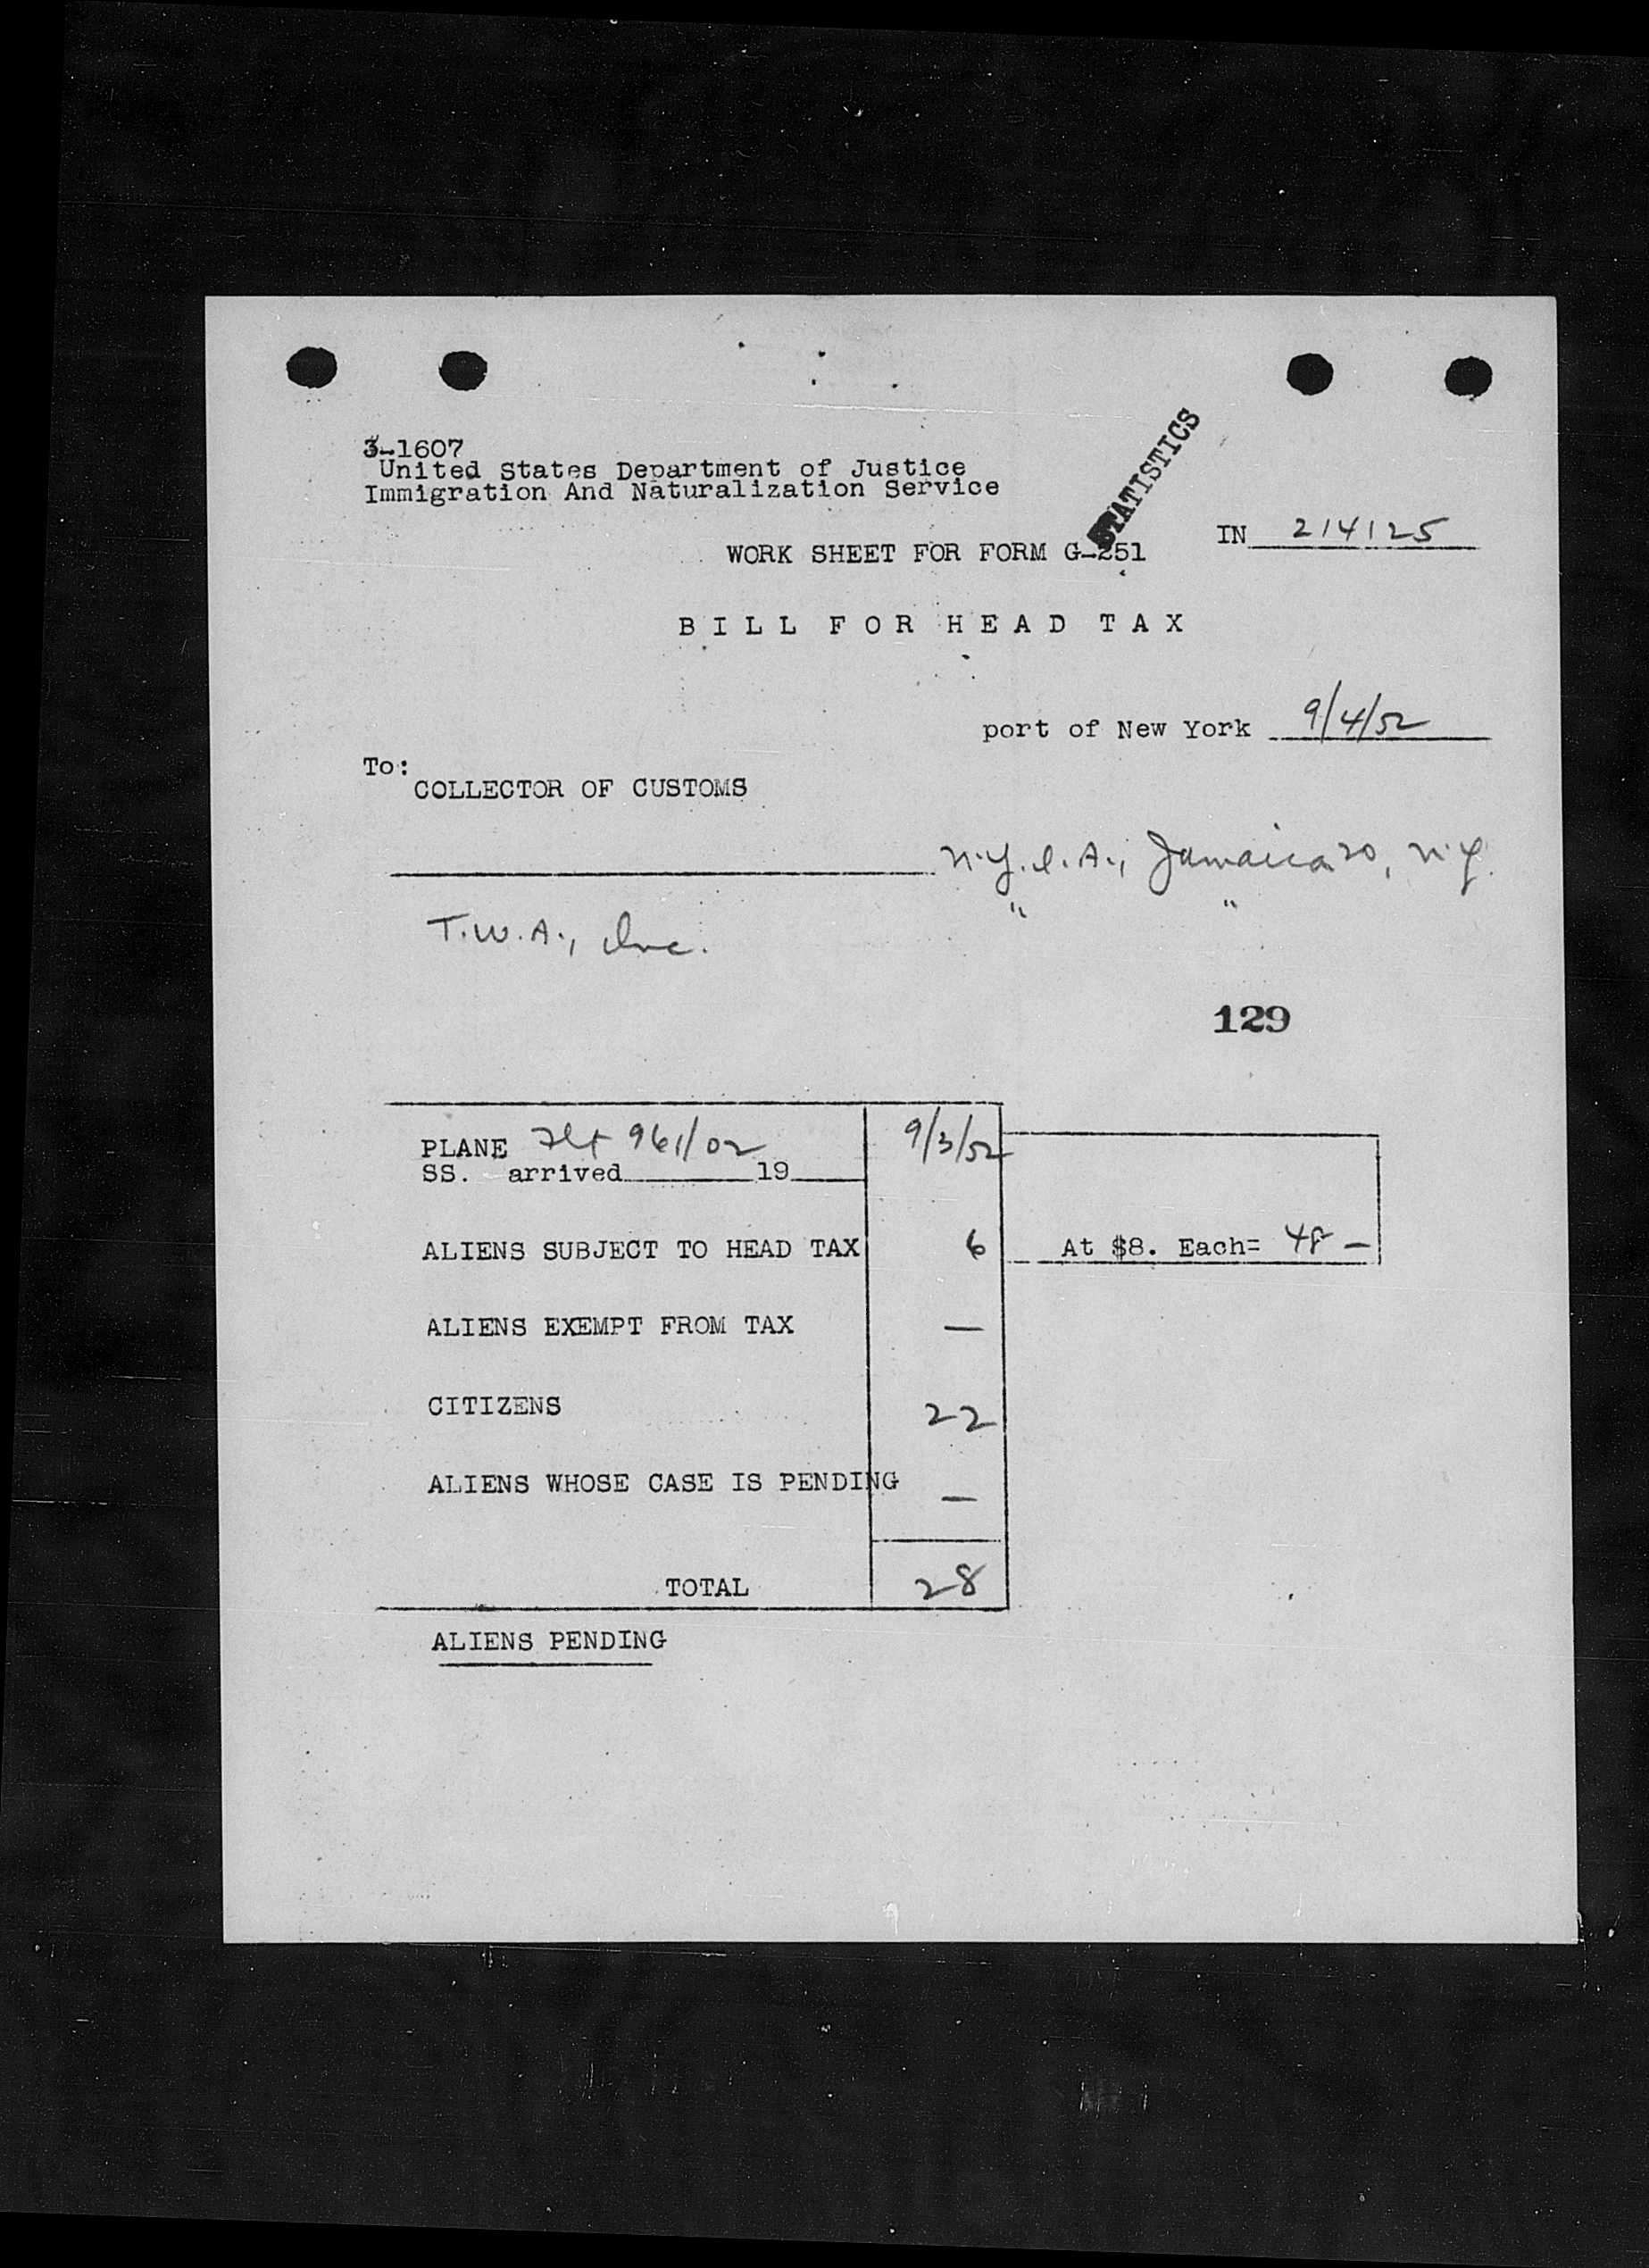 3-1607
United States Department of Justice
Immigration And Naturalization Service
STATISTICS
IN 214125
WORK SHEET FOR FORM G-251
BILL FOR HEAD TAX
port of New York 9/4/52
To:
COLLECTOR OF CUSTOMS
N.Y.I.A., Jamaica 30, N.Y.
T.W.A., Inc. " "
129
PLANE Flt 961/02 9/3/52
SS. arrived 19
ALIENS SUBJECT TO HEAD TAX 6 At $8. Each= 48 —
ALIENS EXEMPT FROM TAX —
CITIZENS 22
ALIENS WHOSE CASE IS PENDING —
TOTAL 28
ALIENS PENDING